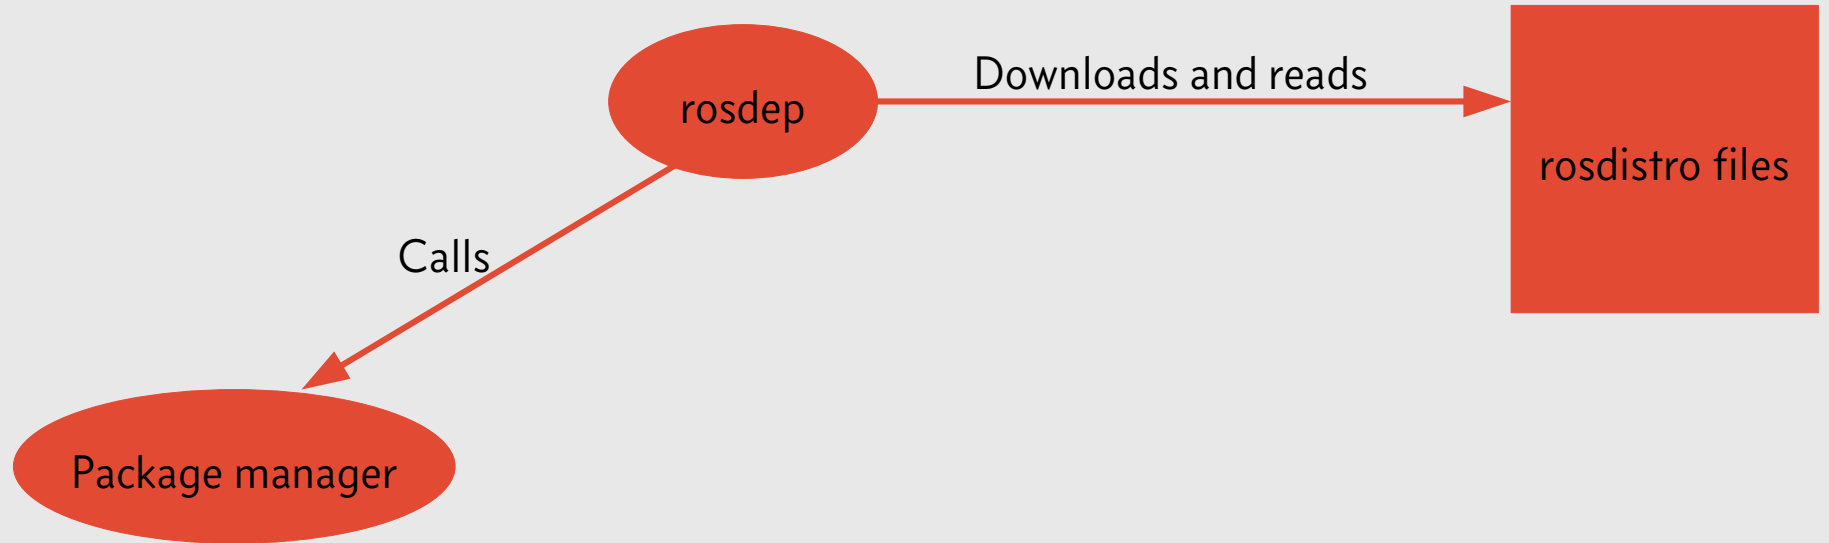 Downloads and reads
rosdep
rosdistro files
Calls
Package manager